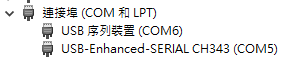 連接埠 (COM 和 LPT)
USB 序列裝置 (COM6)
USB-Enhanced-SERIAL CH343 (COM5)